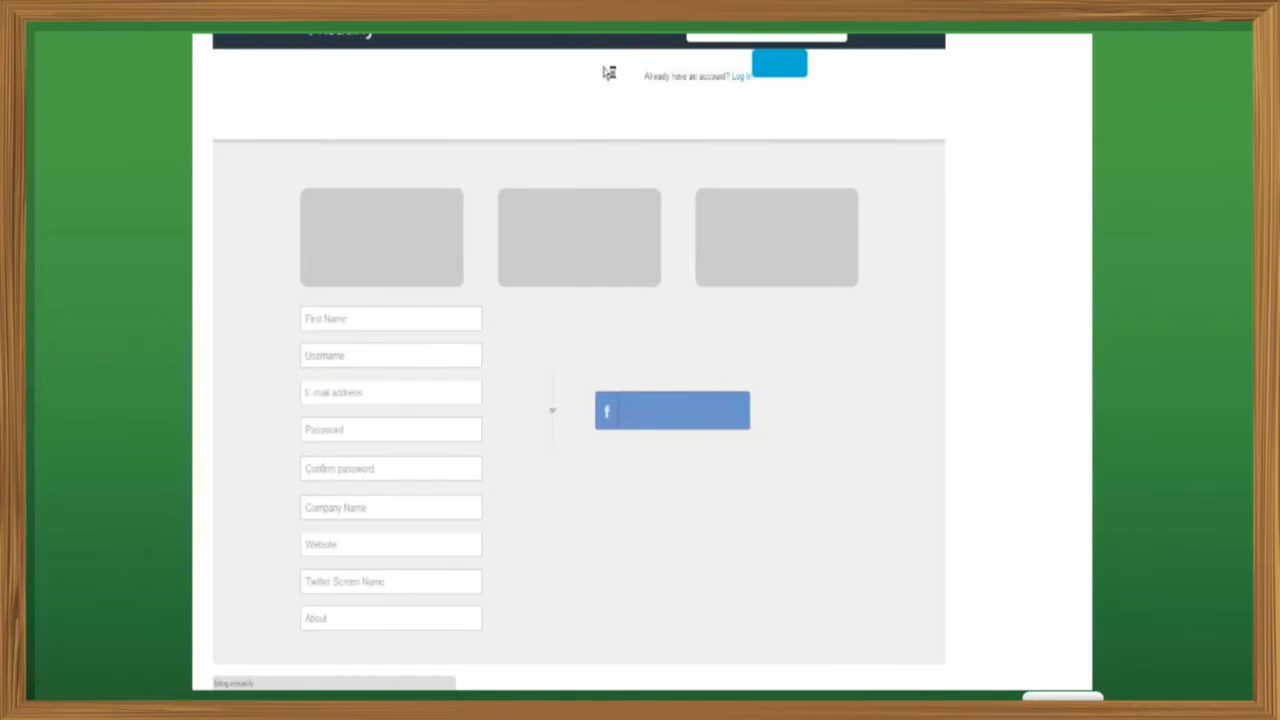 Already have an account? Log In
First Name
Username
E-mail address
Password
or
Confirm password
Company Name
Website
Twitter Screen Name
About